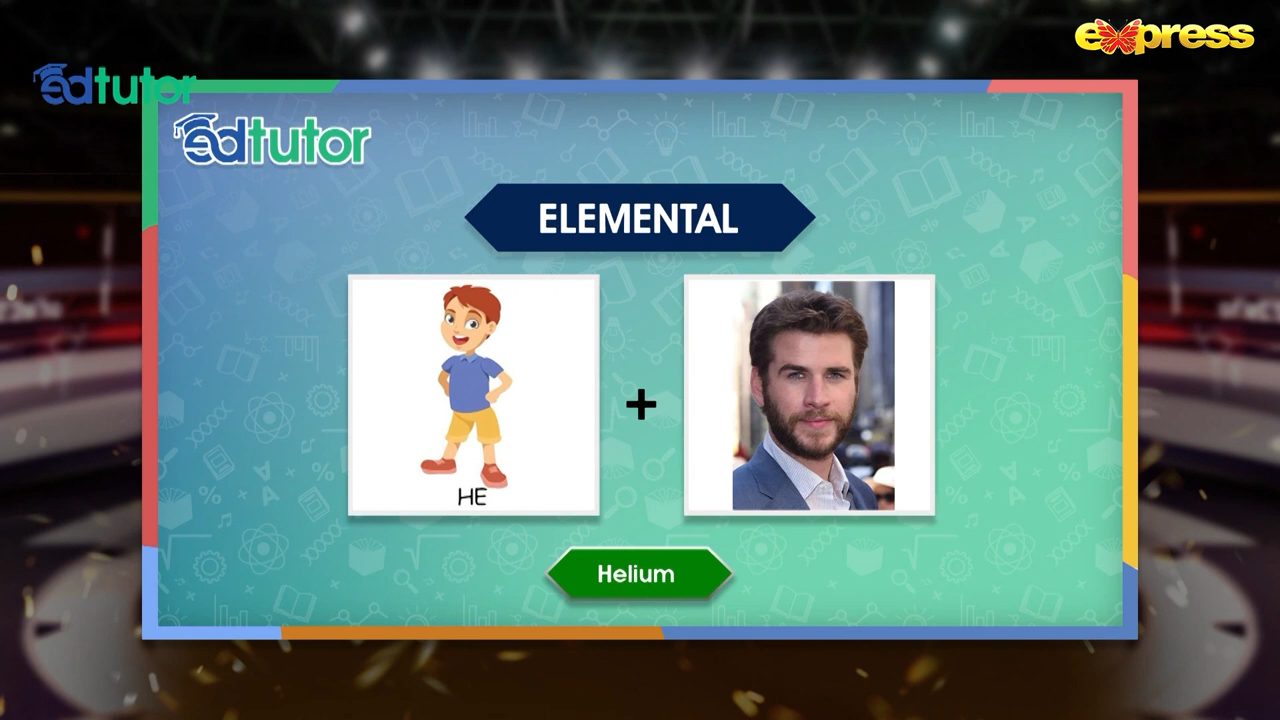 express
edtutor
edtutor
ELEMENTAL
+
HE
Helium